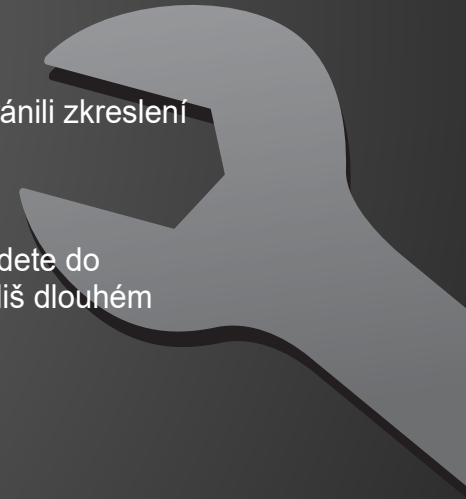 ánili zkreslení
dete do
liš dlouhém